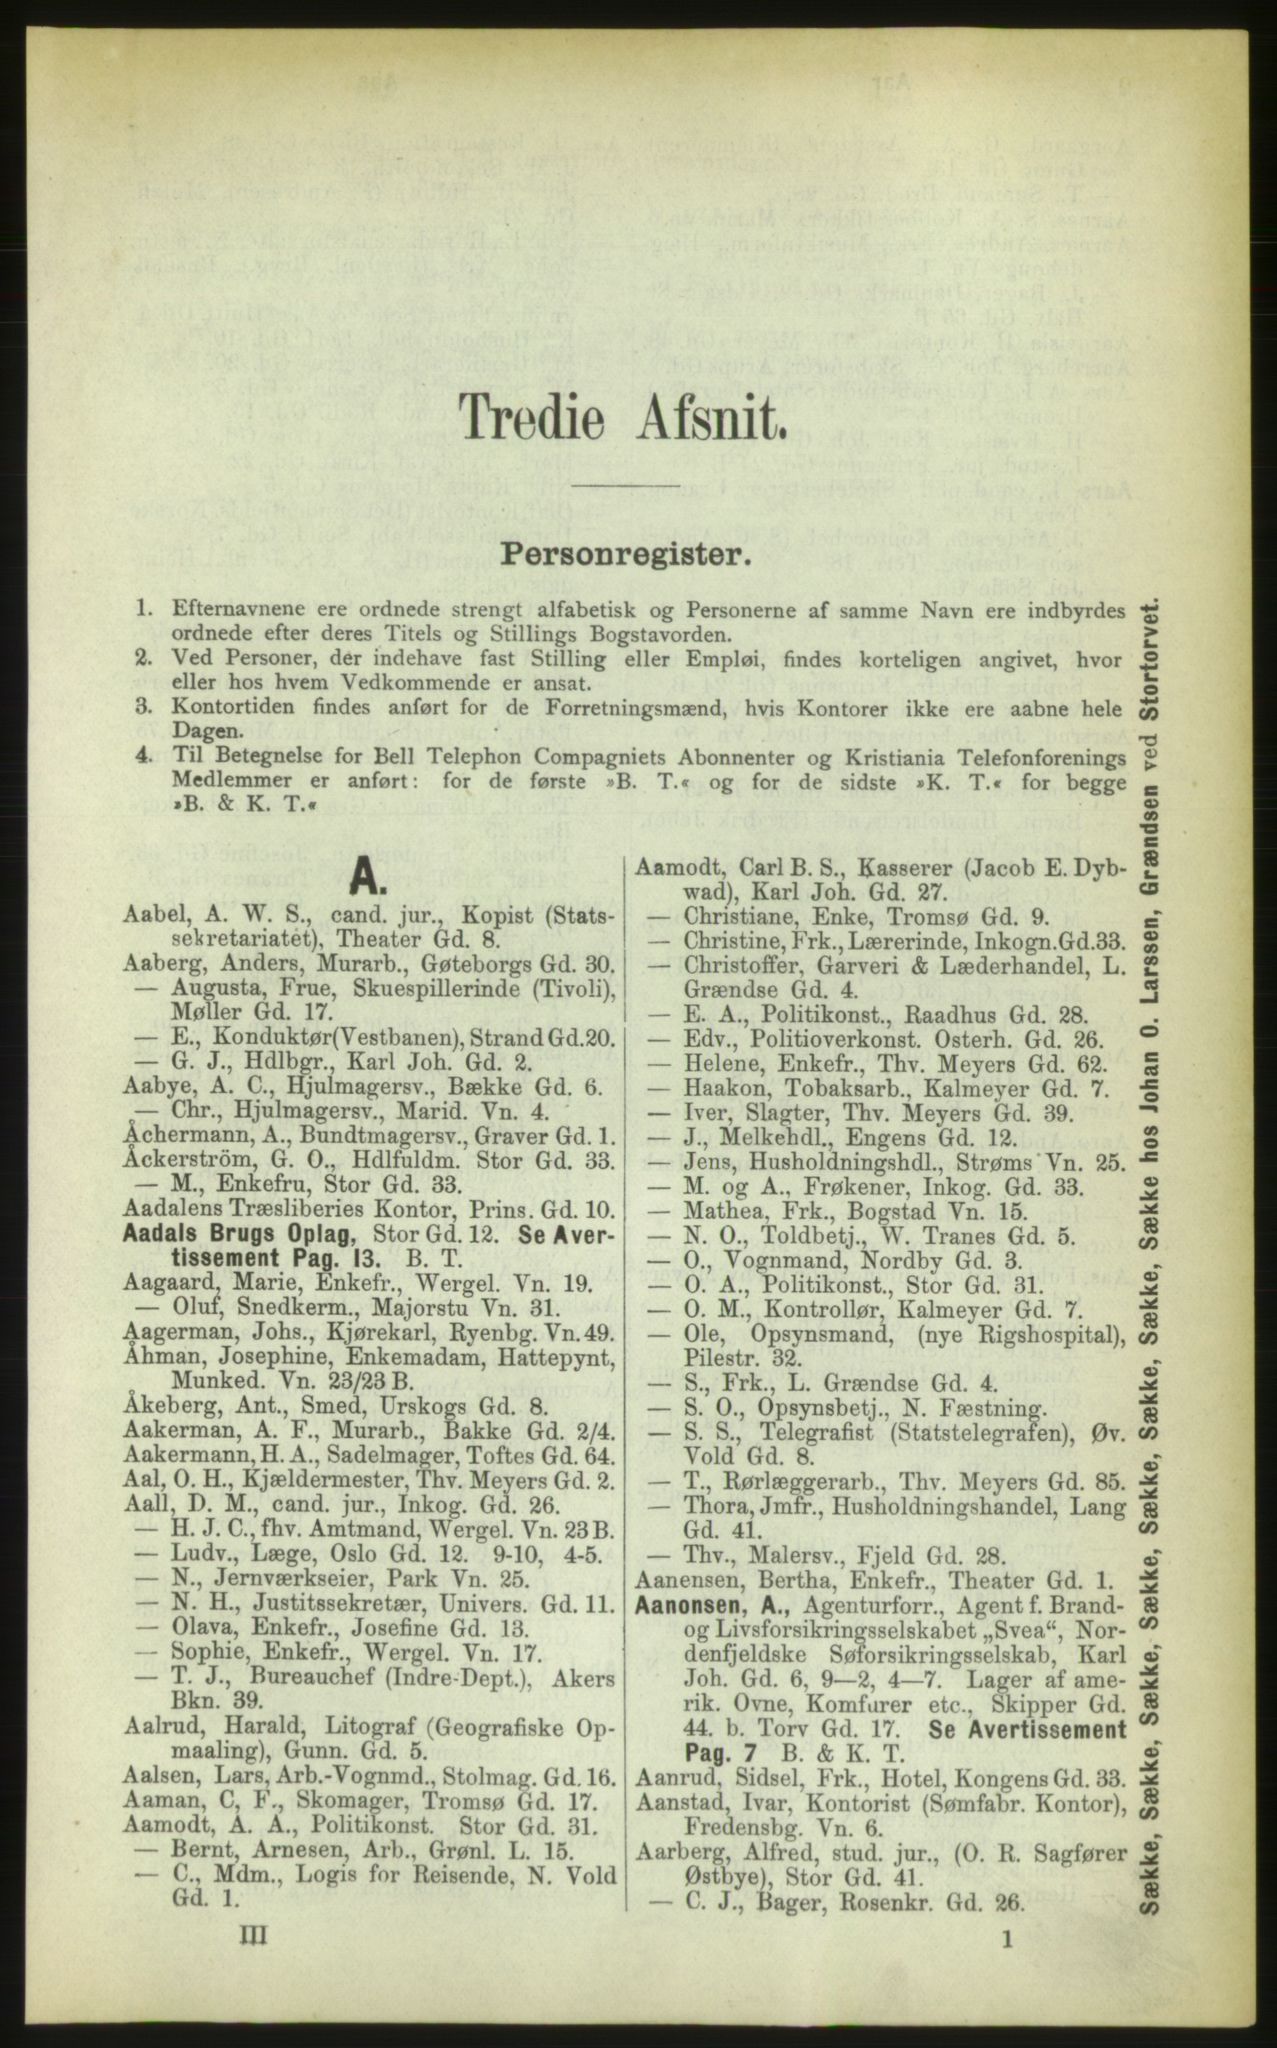 Tredie Afsnit.
Personregister.
1. Efternavnene ere ordnede strengt alfabetisk og Personerne af samme Navn ere indbyrdes
ordnede efter deres Titels og Stillings Bogstavorden.
2. Ved Personer, der indehave fast Stilling eller Empløi, findes korteligen angivet, hvor
eller hos hvem Vedkommende er ansat.
3. Kontortiden findes anført for de Forretningsmænd, hvis Kontorer ikke ere aabne hele
Dagen.
4. Til Betegnelse for Bell Telephon Compagniets Abonnenter og Kristiania Telefonforenings
Medlemmer er anført: for de første »B. T.« og for de sidste »K. T.« for begge
»B. & K. T.«
A.
Aabel, A. W. S., cand. jur., Kopist (Stats-
sekretariatet), Theater Gd. 8.
Aaberg, Anders, Murarb., Gøteborgs Gd. 30.
— Augusta, Frue, Skuespillerinde (Tivoli),
Møller Gd. 17.
— E., Konduktør (Vestbanen), Strand Gd. 20.
— G. J., Hdlbgr., Karl Joh. Gd. 2.
Aabye, A. C., Hjulmagersv., Bække Gd. 6.
— Chr., Hjulmagersv., Marid. Vn. 4.
Åchermann, A., Bundtmagersv., Graver Gd. 1.
Åckerström, G. O., Hdlfuldm. Stor Gd. 33.
— M., Enkefru, Stor Gd. 33.
Aadalens Træsliberies Kontor, Prins. Gd. 10.
Aadals Brugs Oplag, Stor Gd. 12. Se Aver-
tissement Pag. 13. B. T.
Aagaard, Marie, Enkefr., Wergel. Vn. 19.
— Oluf, Snedkerm., Majorstu Vn. 31.
Aagerman, Johs., Kjørekarl, Ryenbg. Vn. 49.
Åhman, Josephine, Enkemadam, Hattepynt,
Munked. Vn. 23/23 B.
Åkeberg, Ant., Smed, Urskogs Gd. 8.
Aakerman, A. F., Murarb., Bakke Gd. 2/4.
Aakermann, H. A., Sadelmager, Toftes Gd. 64.
Aal, O. H., Kjældermester, Thv. Meyers Gd. 2.
Aall, D. M., cand. jur., Inkog. Gd. 26.
— H. J. C., fhv. Amtmand, Wergel. Vn. 23 B.
— Ludv., Læge, Oslo Gd. 12. 9-10, 4-5.
— N., Jernværkseier, Park Vn. 25.
— N. H., Justitssekretær, Univers. Gd. 11.
— Olava, Enkefr., Josefine Gd. 13.
— Sophie, Enkefr., Wergel. Vn. 17.
— T. J., Bureauchef (Indre-Dept.), Akers
Bkn. 39.
Aalrud, Harald, Litograf (Geografiske Op-
maaling), Gunn. Gd. 5.
Aalsen, Lars, Arb.-Vognmd., Stolmag. Gd. 16.
Aaman, C, F., Skomager, Tromsø Gd. 17.
Aamodt, A. A., Politikonst. Stor Gd. 31.
— Bernt, Arnesen, Arb., Grønl. L. 15.
— C., Mdm., Logis for Reisende, N. Vold
Gd. 1.
Aamodt, Carl B. S., Kasserer (Jacob E. Dyb-
wad), Karl Joh. Gd. 27.
— Christiane, Enke, Tromsø Gd. 9.
— Christine, Frk., Lærerinde, Inkogn. Gd. 33.
— Christoffer, Garveri & Læderhandel, L.
Grændse Gd. 4.
— E. A., Politikonst., Raadhus Gd. 28.
— Edv., Politioverkonst. Osterh. Gd. 26.
— Helene, Enkefr., Thv. Meyers Gd. 62.
— Haakon, Tobaksarb., Kalmeyer Gd. 7.
— Iver, Slagter, Thv. Meyers Gd. 39.
— J., Melkehdl., Engens Gd. 12.
— Jens, Husholdningshdl., Strøms Vn. 25.
— M. og A., Frøkener, Inkog. Gd. 33.
— Mathea, Frk., Bogstad Vn. 15.
— N. O., Toldbetj., W. Tranes Gd. 5.
— O., Vognmand, Nordby Gd. 3.
— O. A., Politikonst., Stor Gd. 31.
— O. M., Kontrollør, Kalmeyer Gd. 7.
— Ole, Opsynsmand, (nye Rigshospital),
Pilestr. 32.
— S., Frk., L. Grændse Gd. 4.
— S. O., Opsynsbetj., N. Fæstning.
— S. S., Telegrafist (Statstelegrafen), Øv.
Vold Gd. 8.
— T., Rørlæggerarb., Thv. Meyers Gd. 85.
— Thora, Jmfr., Husholdningshandel, Lang
Gd. 41.
— Thv., Malersv., Fjeld Gd. 28.
Aanensen, Bertha, Enkefr., Theater Gd. 1.
Aanonsen, A., Agenturforr., Agent f. Brand-
og Livsforsikringsselskabet „Svea“, Nor-
denfjeldske Søforsikringsselskab, Karl
Joh. Gd. 6, 9—2, 4—7. Lager af ame-
rik. Ovne, Komfurer etc., Skipper Gd.
44. b. Torv Gd. 17. Se Avertissement
Pag. 7 B. & K. T.
Aanrud, Sidsel, Frk., Hotel, Kongens Gd. 33.
Aanstad, Ivar, Kontorist (Sømfabr. Kontor),
Fredensbg. Vn. 6.
Aarberg, Alfred, stud. jur., (O. R. Sagfører
Østbye), Stor Gd. 41.
— C. J., Bager, Rosenkr. Gd. 26.
III
1
Sække, Sække, Sække, Sække, Sække, Sække, Sække, Sække, Sække hos Johan O. Larssen, Grændsen ved Stortorvet.